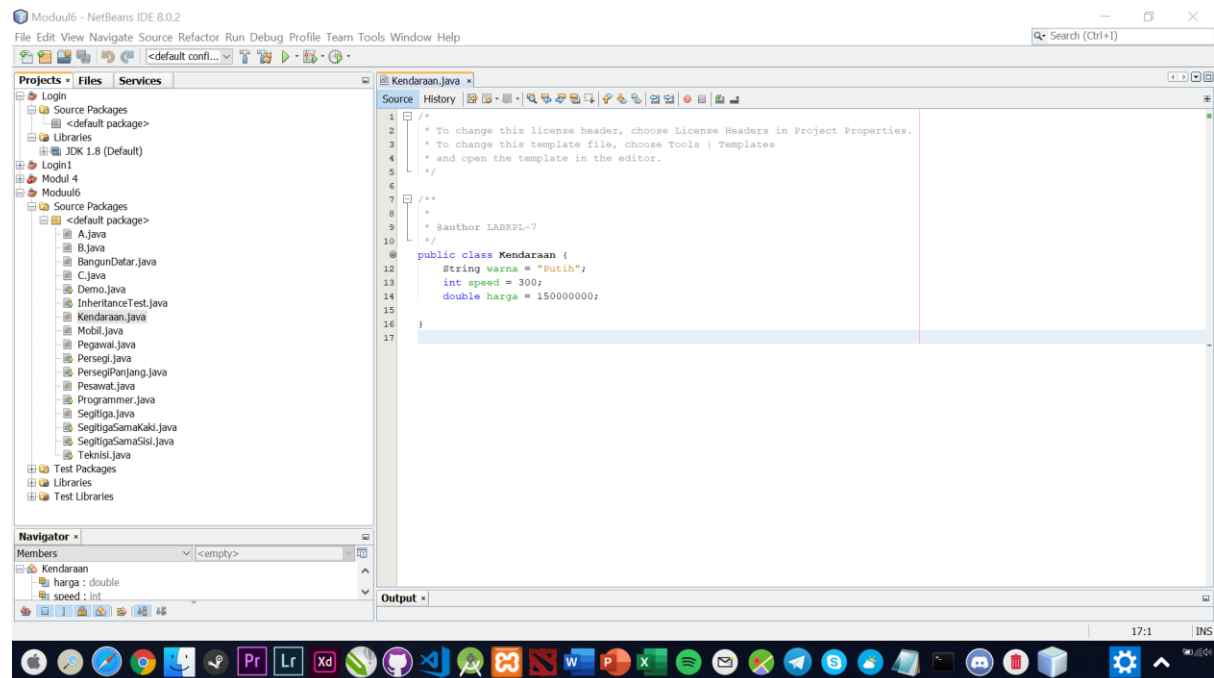 Moduul6 - NetBeans IDE 8.0.2
File Edit View Navigate Source Refactor Run Debug Profile Team Tools Window Help
Search (Ctrl+I)
<default confi...
Projects Files Services
Login
Source Packages
<default package>
Libraries
JDK 1.8 (Default)
Login1
Modul 4
Moduul6
Source Packages
<default package>
A.java
B.java
BangunDatar.java
C.java
Demo.java
InheritanceTest.java
Kendaraan.java
Mobil.java
Pegawai.java
Persegi.java
PersegiPanjang.java
Pesawat.java
Programmer.java
Segitiga.java
SegitigaSamaKaki.java
SegitigaSamaSisi.java
Teknisi.java
Test Packages
Libraries
Test Libraries
Navigator
Members <empty>
Kendaraan
harga : double
speed : int
Kendaraan.java
Source History
1 /*
2 * To change this license header, choose License Headers in Project Properties.
3 * To change this template file, choose Tools | Templates
4 * and open the template in the editor.
5 */
6
7 /**
8 *
9 * @author LABRPL-7
10 */
public class Kendaraan {
12 String warna = "Putih";
13 int speed = 300;
14 double harga = 150000000;
15
16 }
17
Output
17:1 INS
Pr Lr Xd W P X S